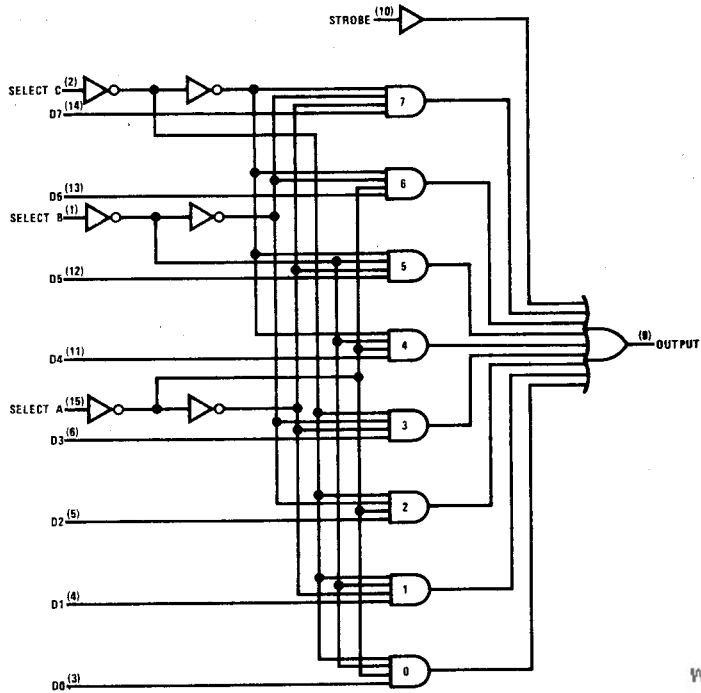 STROBE (10)
SELECT C (2)
D7 (14)
7
D6 (13)
6
SELECT B (1)
D5 (12)
5
D4 (11)
4
(9) OUTPUT
SELECT A (15)
D3 (6)
3
D2 (5)
2
D1 (4)
1
D0 (3)
0